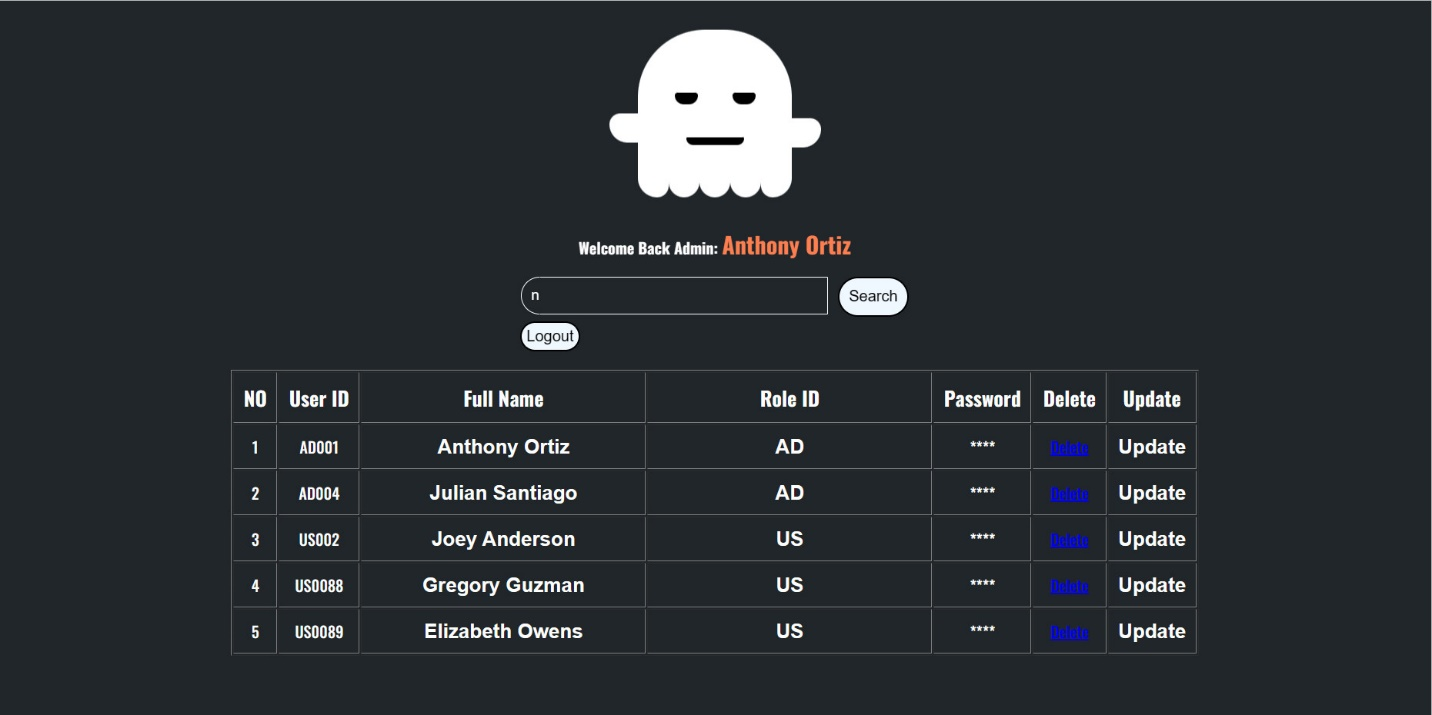 Welcome Back Admin: Anthony Ortiz
n Search
Logout
NO User ID Full Name Role ID Password Delete Update
1 AD001 Anthony Ortiz AD **** Delete Update
2 AD004 Julian Santiago AD **** Delete Update
3 US002 Joey Anderson US **** Delete Update
4 US0088 Gregory Guzman US **** Delete Update
5 US0089 Elizabeth Owens US **** Delete Update